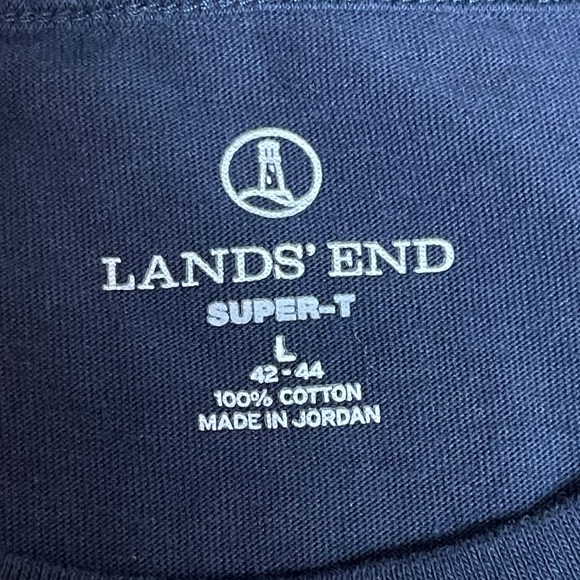 LANDS' END
SUPER-T
L
42-44
100% COTTON
MADE IN JORDAN